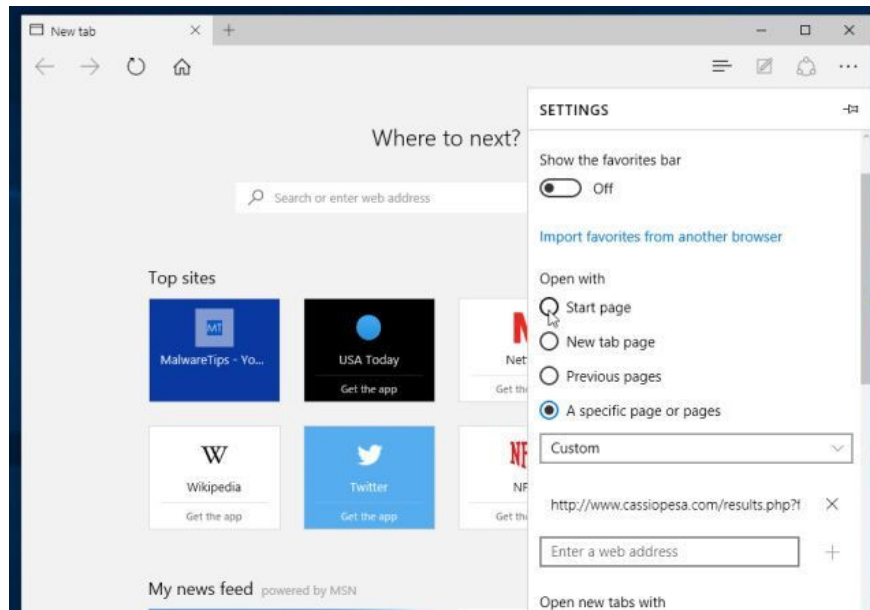 New tab
Where to next?
Search or enter web address
Top sites
MT
MalwareTips - Yo...
USA Today
Get the app
N
Net
Get th
W
Wikipedia
Get the app
Twitter
Get the app
NF
NF
Get th
My news feed powered by MSN
SETTINGS
Show the favorites bar
Off
Import favorites from another browser
Open with
Start page
New tab page
Previous pages
A specific page or pages
Custom
http://www.cassiopesa.com/results.php?f
Enter a web address
Open new tabs with